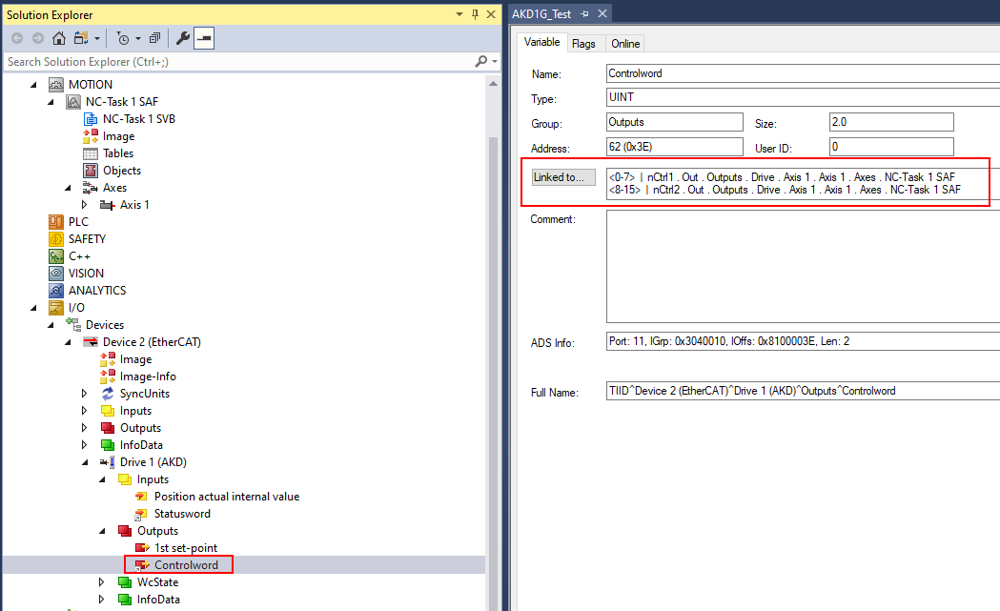 Solution Explorer
Search Solution Explorer (Ctrl+;)
MOTION
NC-Task 1 SAF
NC-Task 1 SVB
Image
Tables
Objects
Axes
Axis 1
PLC
SAFETY
C++
VISION
ANALYTICS
I/O
Devices
Device 2 (EtherCAT)
Image
Image-Info
SyncUnits
Inputs
Outputs
InfoData
Drive 1 (AKD)
Inputs
Position actual internal value
Statusword
Outputs
1st set-point
Controlword
WcState
InfoData
AKD1G_Test
Variable Flags Online
Name: Controlword
Type: UINT
Group: Outputs Size: 2.0
Address: 62 (0x3E) User ID: 0
Linked to... <0-7> | nCtrl1 . Out . Outputs . Drive . Axis 1 . Axis 1 . Axes . NC-Task 1 SAF
<8-15> | nCtrl2 . Out . Outputs . Drive . Axis 1 . Axis 1 . Axes . NC-Task 1 SAF
Comment:
ADS Info: Port: 11, IGrp: 0x3040010, IOffs: 0x8100003E, Len: 2
Full Name: TIID^Device 2 (EtherCAT)^Drive 1 (AKD)^Outputs^Controlword